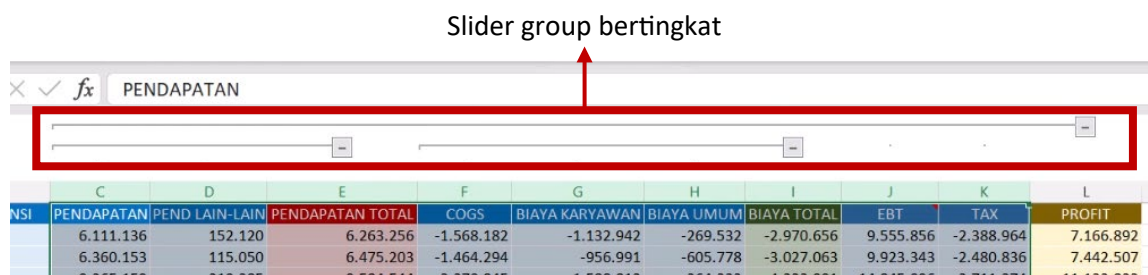 Slider group bertingkat
fx PENDAPATAN
C D E F G H I J K L
NSI PENDAPATAN PEND LAIN-LAIN PENDAPATAN TOTAL COGS BIAYA KARYAWAN BIAYA UMUM BIAYA TOTAL EBT TAX PROFIT
6.111.136 152.120 6.263.256 -1.568.182 -1.132.942 -269.532 -2.970.656 9.555.856 -2.388.964 7.166.892
6.360.153 115.050 6.475.203 -1.464.294 -956.991 -605.778 -3.027.063 9.923.343 -2.480.836 7.442.507